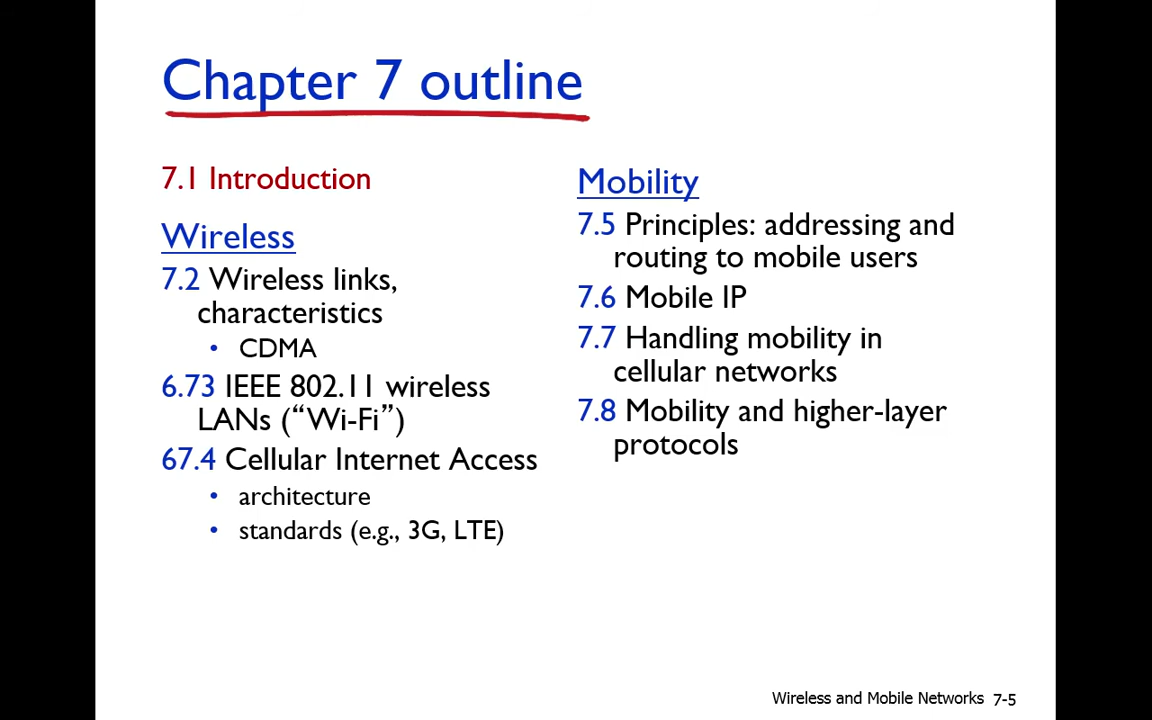 Chapter 7 outline
7.1 Introduction
Wireless
7.2 Wireless links,
characteristics
• CDMA
6.73 IEEE 802.11 wireless
LANs (“Wi-Fi”)
67.4 Cellular Internet Access
• architecture
• standards (e.g., 3G, LTE)
Mobility
7.5 Principles: addressing and
routing to mobile users
7.6 Mobile IP
7.7 Handling mobility in
cellular networks
7.8 Mobility and higher-layer
protocols
Wireless and Mobile Networks 7-5